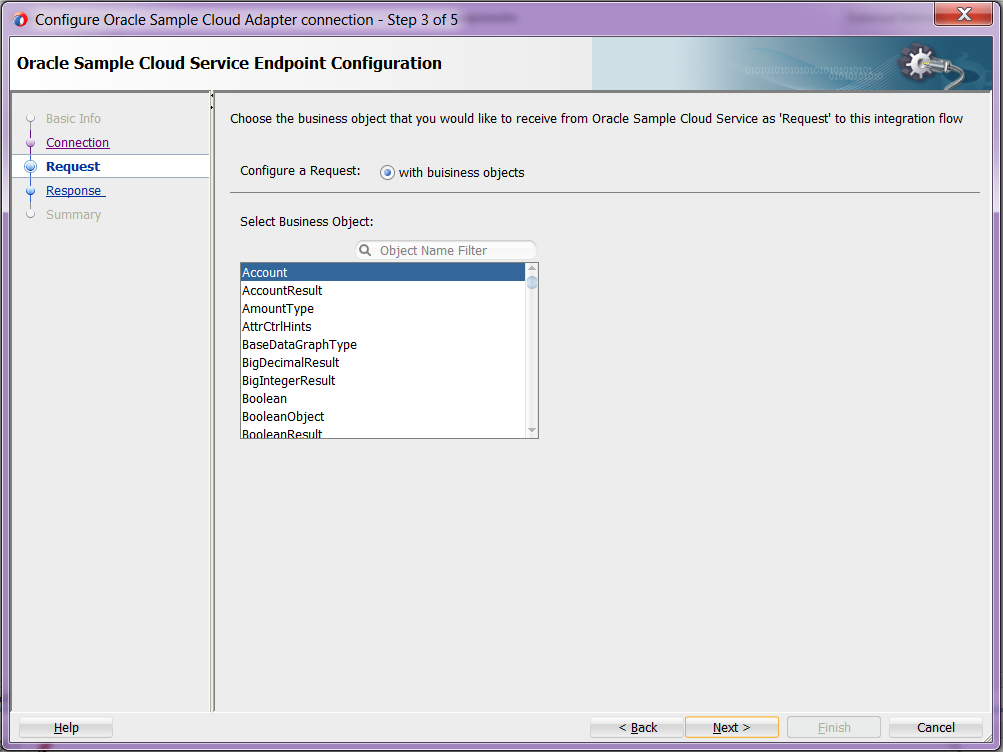 Configure Oracle Sample Cloud Adapter connection - Step 3 of 5
Oracle Sample Cloud Service Endpoint Configuration
Basic Info
Connection
Request
Response
Summary
Choose the business object that you would like to receive from Oracle Sample Cloud Service as 'Request' to this integration flow
Configure a Request: with buisiness objects
Select Business Object:
Object Name Filter
Account
AccountResult
AmountType
AttrCtrlHints
BaseDataGraphType
BigDecimalResult
BigIntegerResult
Boolean
BooleanObject
BooleanResult
Help < Back Next > Finish Cancel